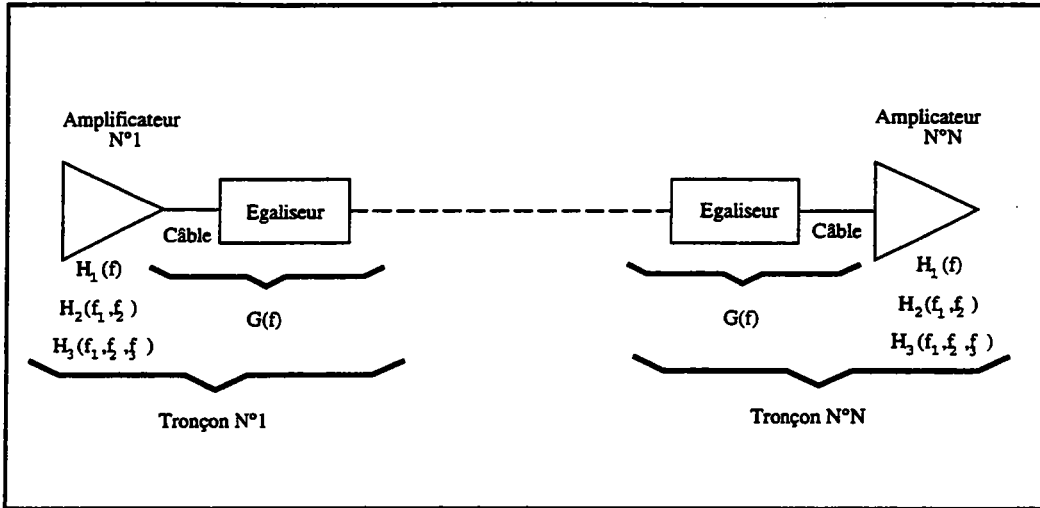 Amplificateur
N°1
Amplicateur
N°N
Egaliseur
Egaliseur
Câble
Câble
H₁(f)
H₂(f₁,f₂)
H₃(f₁,f₂,f₃)
G(f)
G(f)
H₁(f)
H₂(f₁,f₂)
H₃(f₁,f₂,f₃)
Tronçon N°1
Tronçon N°N